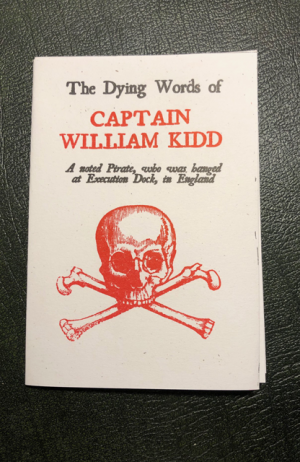 The Dying Words of
CAPTAIN
WILLIAM KIDD
A noted Pirate, who was hanged
at Execution Dock, in England